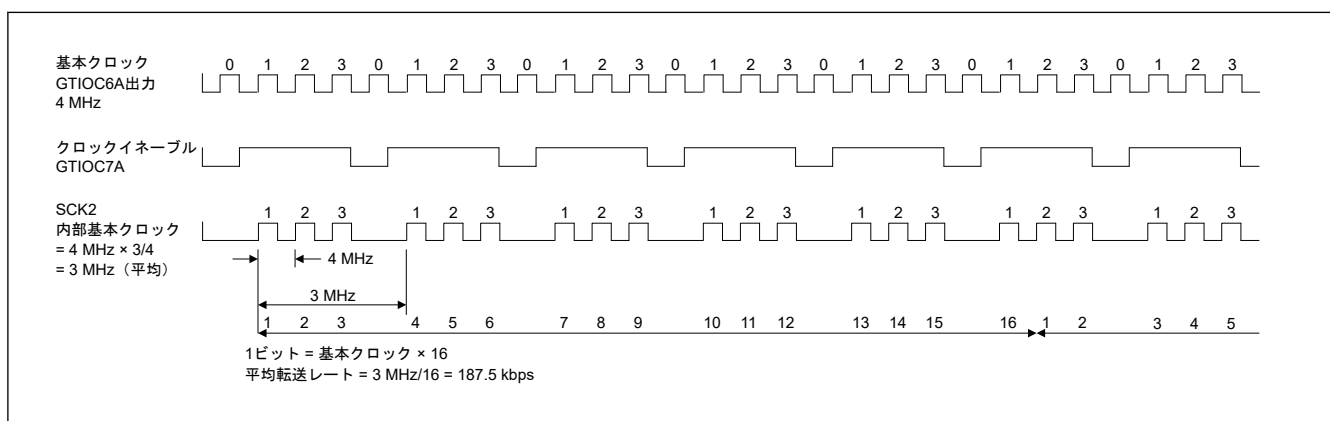 基本クロック
GTIOC6A出力
4 MHz
0 1 2 3 0 1 2 3 0 1 2 3 0 1 2 3 0 1 2 3 0 1 2 3 0 1 2 3
クロックイネーブル
GTIOC7A
SCK2
内部基本クロック
= 4 MHz × 3/4
= 3 MHz（平均）
1 2 3 1 2 3 1 2 3 1 2 3 1 2 3 1 2 3 1 2 3
4 MHz
3 MHz
1 2 3 4 5 6 7 8 9 10 11 12 13 14 15 16 1 2 3 4 5
1ビット = 基本クロック × 16
平均転送レート = 3 MHz/16 = 187.5 kbps